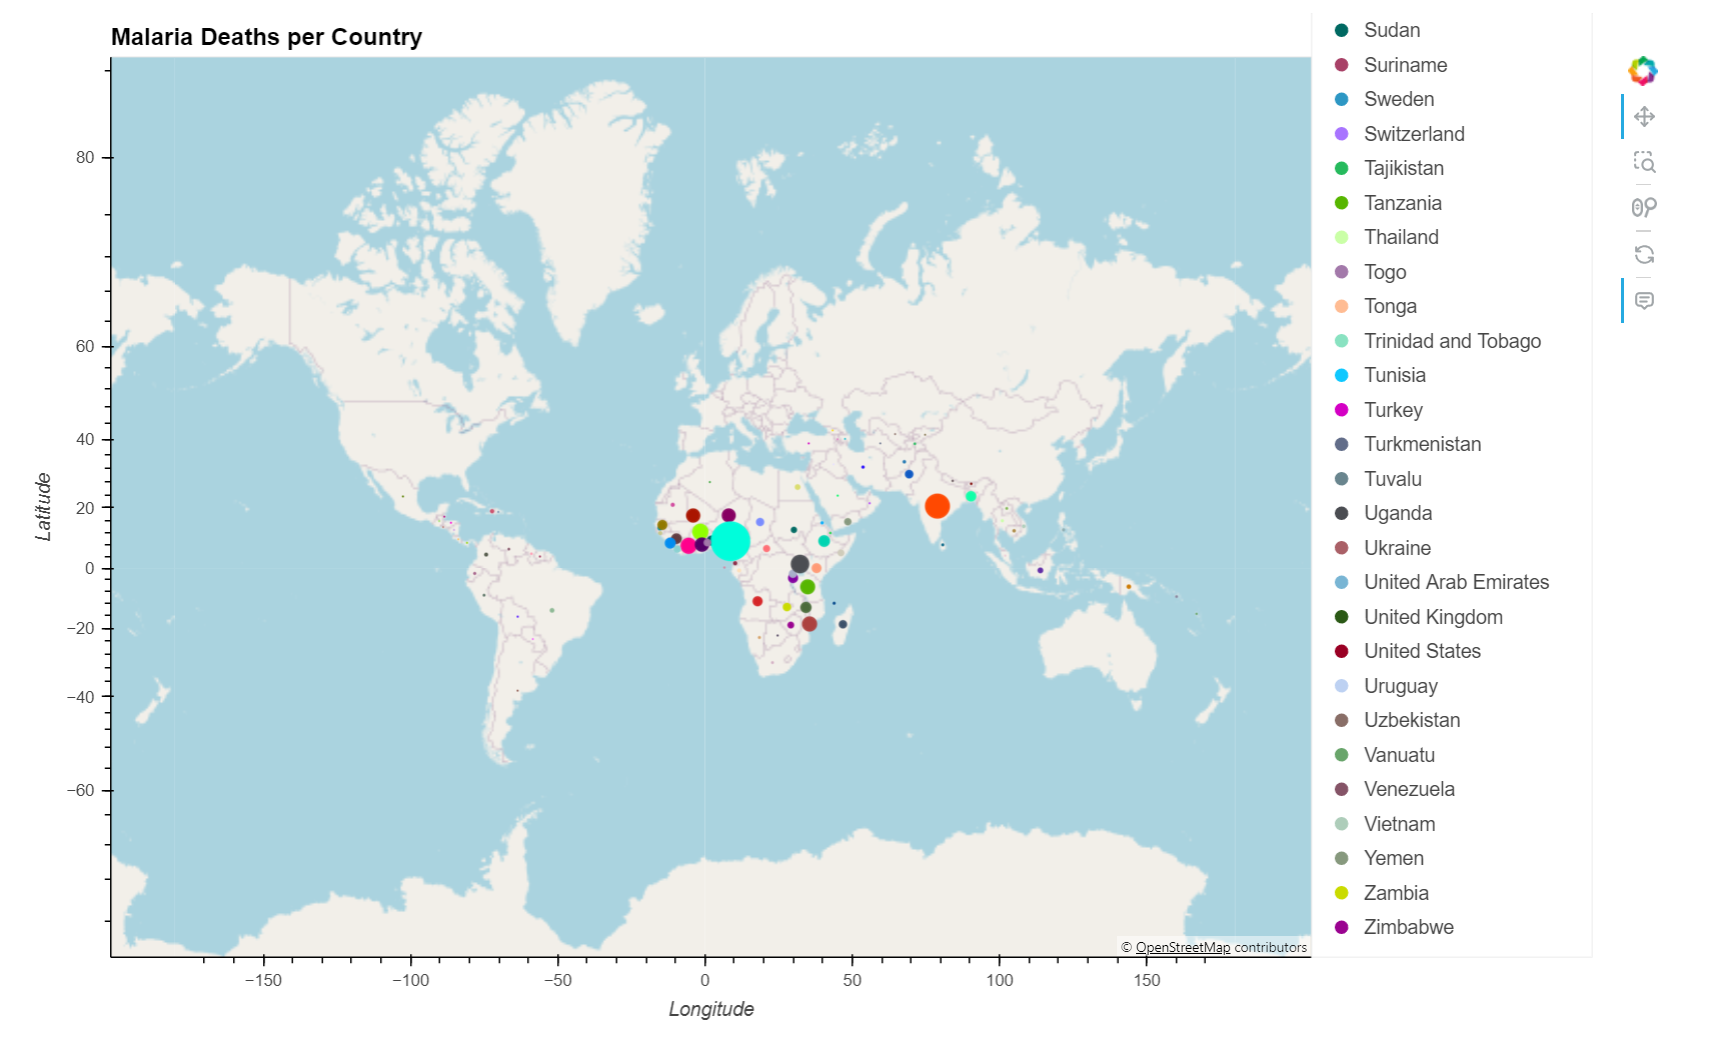 Malaria Deaths per Country
80
60
40
20
0
−20
−40
−60
Latitude
−150
−100
−50
0
50
100
150
Longitude
© OpenStreetMap contributors
Sudan
Suriname
Sweden
Switzerland
Tajikistan
Tanzania
Thailand
Togo
Tonga
Trinidad and Tobago
Tunisia
Turkey
Turkmenistan
Tuvalu
Uganda
Ukraine
United Arab Emirates
United Kingdom
United States
Uruguay
Uzbekistan
Vanuatu
Venezuela
Vietnam
Yemen
Zambia
Zimbabwe